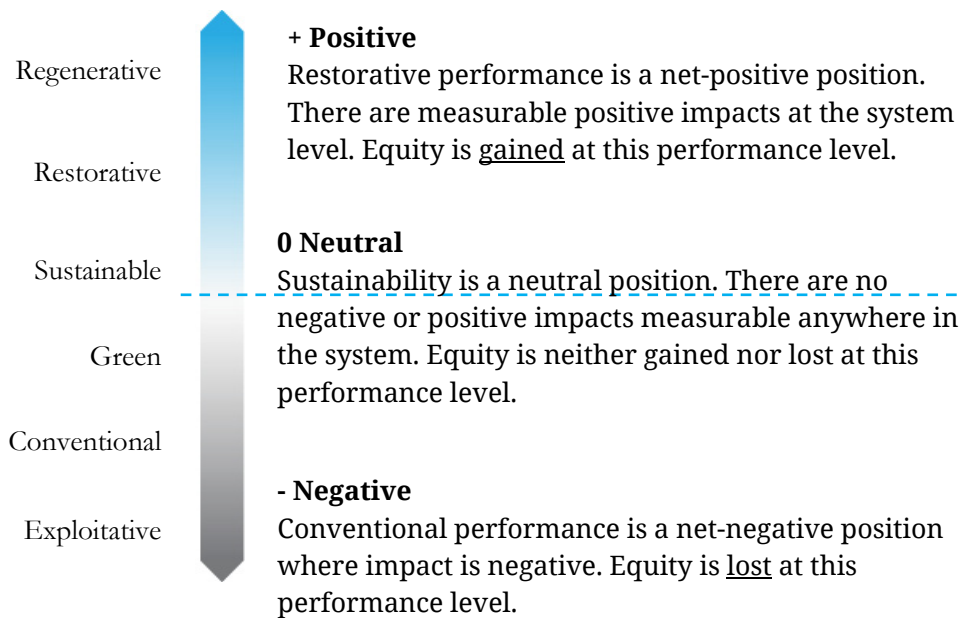 Regenerative
Restorative
Sustainable
Green
Conventional
Exploitative
+ Positive
Restorative performance is a net-positive position.
There are measurable positive impacts at the system
level. Equity is gained at this performance level.
0 Neutral
Sustainability is a neutral position. There are no
negative or positive impacts measurable anywhere in
the system. Equity is neither gained nor lost at this
performance level.
- Negative
Conventional performance is a net-negative position
where impact is negative. Equity is lost at this
performance level.